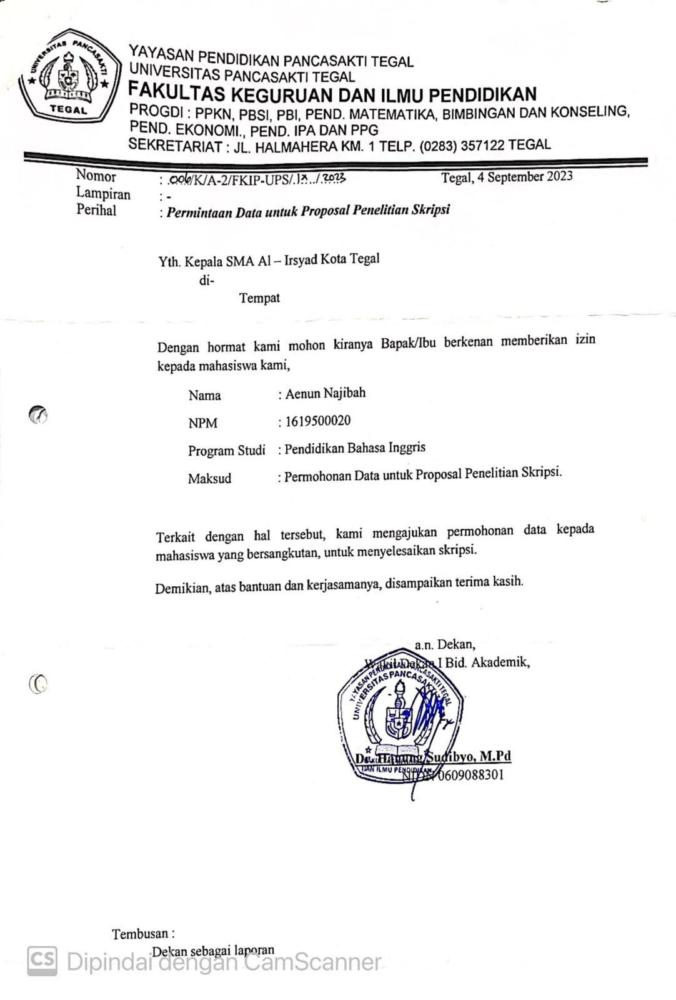 UNIVERSITAS PANCASAKTI
TEGAL
YAYASAN PENDIDIKAN PANCASAKTI TEGAL
UNIVERSITAS PANCASAKTI TEGAL
FAKULTAS KEGURUAN DAN ILMU PENDIDIKAN
PROGDI : PPKN, PBSI, PBI, PEND. MATEMATIKA, BIMBINGAN DAN KONSELING,
PEND. EKONOMI., PEND. IPA DAN PPG
SEKRETARIAT : JL. HALMAHERA KM. 1 TELP. (0283) 357122 TEGAL
Nomor : .006/K/A-2/FKIP-UPS/.IX../.2023 Tegal, 4 September 2023
Lampiran : -
Perihal : Permintaan Data untuk Proposal Penelitian Skripsi
Yth. Kepala SMA Al – Irsyad Kota Tegal
di-
Tempat
Dengan hormat kami mohon kiranya Bapak/Ibu berkenan memberikan izin
kepada mahasiswa kami,
Nama : Aenun Najibah
NPM : 1619500020
Program Studi : Pendidikan Bahasa Inggris
Maksud : Permohonan Data untuk Proposal Penelitian Skripsi.
Terkait dengan hal tersebut, kami mengajukan permohonan data kepada
mahasiswa yang bersangkutan, untuk menyelesaikan skripsi.
Demikian, atas bantuan dan kerjasamanya, disampaikan terima kasih.
a.n. Dekan,
Wakil Dekan I Bid. Akademik,
YAYASAN PENDIDIKAN PANCASAKTI TEGAL
UNIVERSITAS PANCASAKTI
DAN ILMU PENDIDIKAN
Dr. Hanung Sudibyo, M.Pd
NIDN 0609088301
Tembusan :
Dekan sebagai laporan
CS Dipindai dengan CamScanner